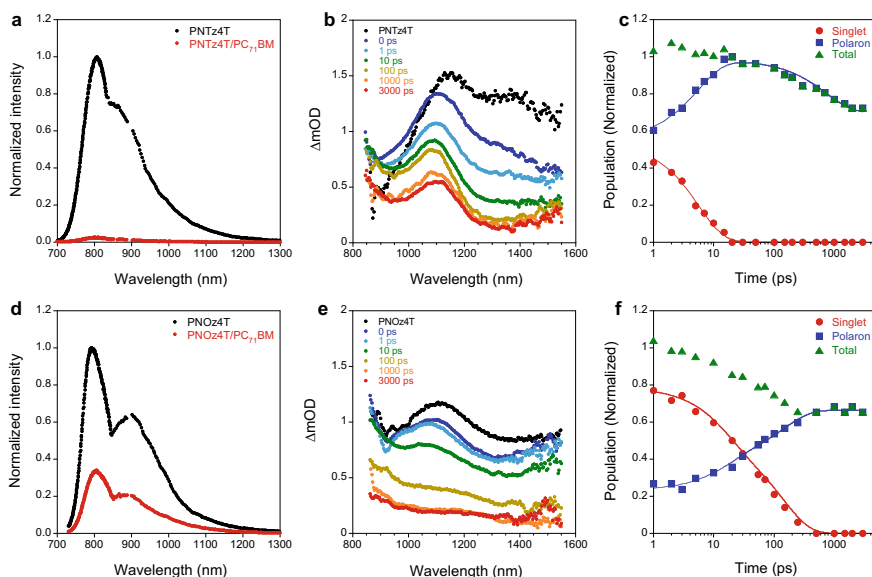 a
PNTz4T
PNTz4T/PC71BM
Normalized intensity
1.0
0.8
0.6
0.4
0.2
0.0
700 800 900 1000 1100 1200 1300
Wavelength (nm)
b
PNTz4T
0 ps
1 ps
10 ps
100 ps
1000 ps
3000 ps
ΔmOD
2
1.5
1
0.5
0
800 1000 1200 1400 1600
Wavelength (nm)
c
Singlet
Polaron
Total
Population (Normalized)
1.2
1
0.8
0.6
0.4
0.2
0
1 10 100 1000
Time (ps)
d
PNOz4T
PNOz4T/PC71BM
Normalized intensity
1.0
0.8
0.6
0.4
0.2
0.0
700 800 900 1000 1100 1200 1300
Wavelength (nm)
e
PNOz4T
0 ps
1 ps
10 ps
100 ps
1000 ps
3000 ps
ΔmOD
2
1.5
1
0.5
0
800 1000 1200 1400 1600
Wavelength (nm)
f
Singlet
Polaron
Total
Population (Normalized)
1.2
1
0.8
0.6
0.4
0.2
0
1 10 100 1000
Time (ps)